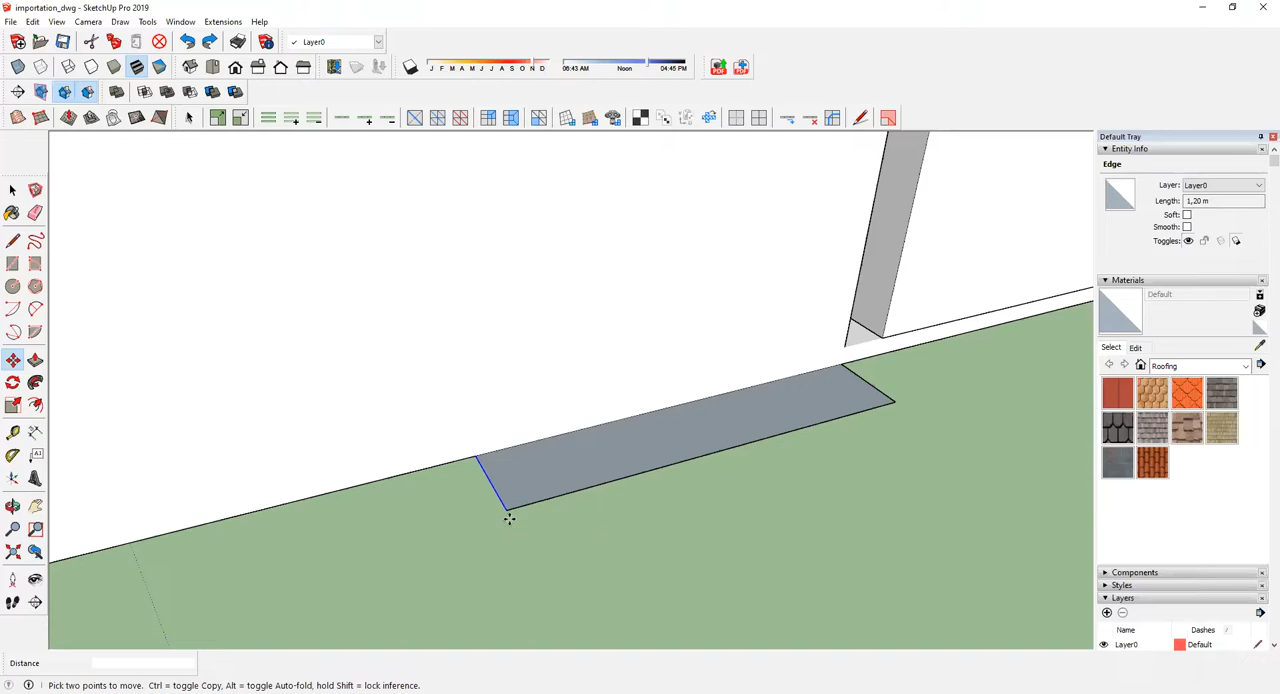 importation_dwg - SketchUp Pro 2019
File Edit View Camera Draw Tools Window Extensions Help
Layer0
J F M A M J J A S O N D
06:43 AM Noon 04:45 PM
Default Tray
Entity Info
Edge
Layer: Layer0
Length: 1,20 m
Soft:
Smooth:
Toggles:
Materials
Default
Select Edit
Roofing
A1
Components
Styles
Layers
Name Dashes
Layer0 Default
Distance
Pick two points to move. Ctrl = toggle Copy, Alt = toggle Auto-fold, hold Shift = lock inference.